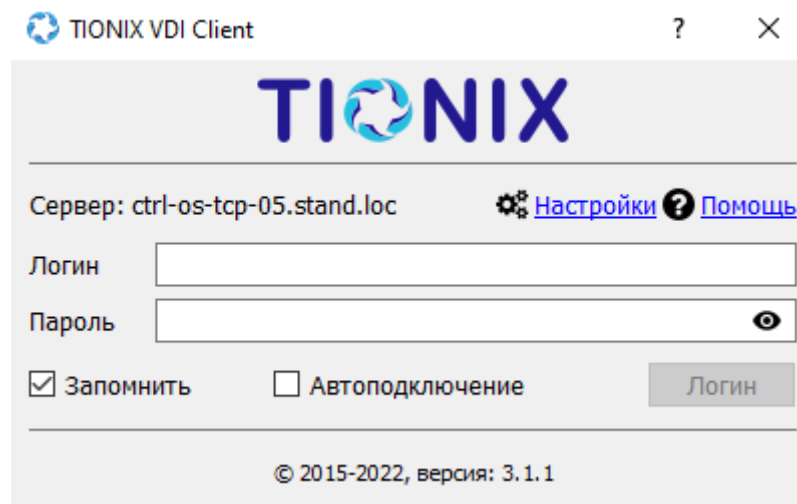 TIONIX VDI Client ?
TIONIX
Сервер: ctrl-os-tcp-05.stand.loc Настройки ? Помощь
Логин
Пароль
Запомнить Автоподключение Логин
© 2015-2022, версия: 3.1.1